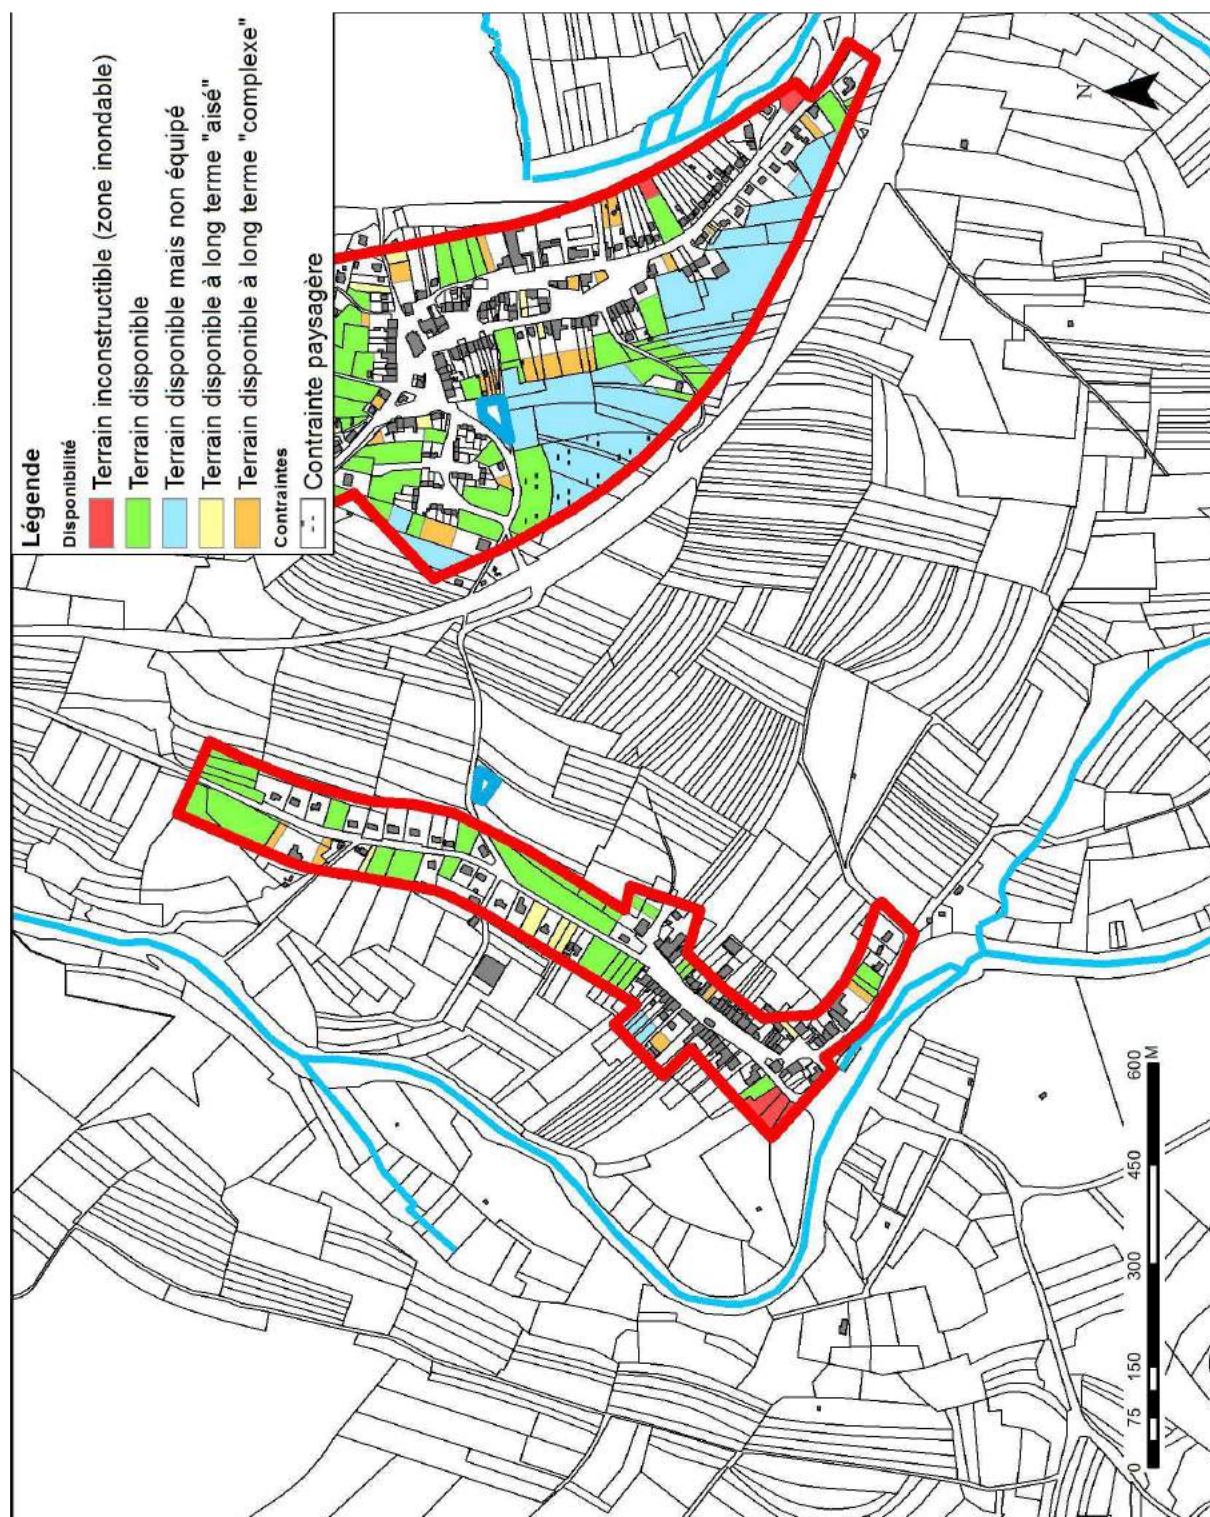 Légende
Disponibilité
Terrain inconstructible (zone inondable)
Terrain disponible
Terrain disponible mais non équipé
Terrain disponible à long terme "aisé"
Terrain disponible à long terme "complexe"
Contraintes
Contrainte paysagère
N
0 75 150 300 450 600
M